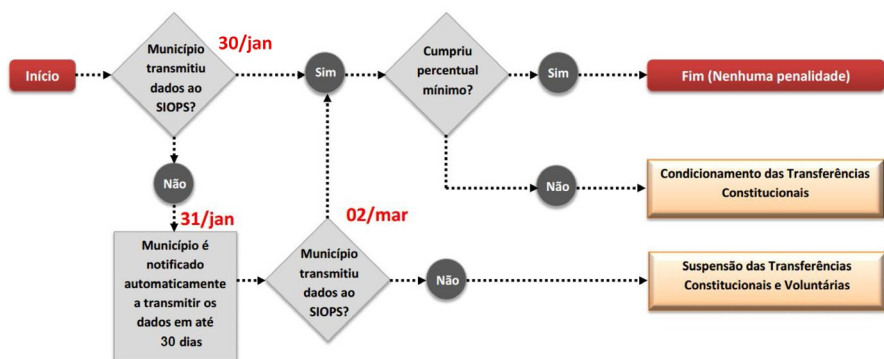 30/jan
Início
Município
transmitiu
dados ao
SIOPS?
Sim
Cumpriu
percentual
mínimo?
Sim
Fim (Nenhuma penalidade)
Não
Não
Condicionamento das Transferências
Constitucionais
31/jan
02/mar
Município é
notificado
automaticamente
a transmitir os
dados em até
30 dias
Município
transmitiu
dados ao
SIOPS?
Não
Suspensão das Transferências
Constitucionais e Voluntárias